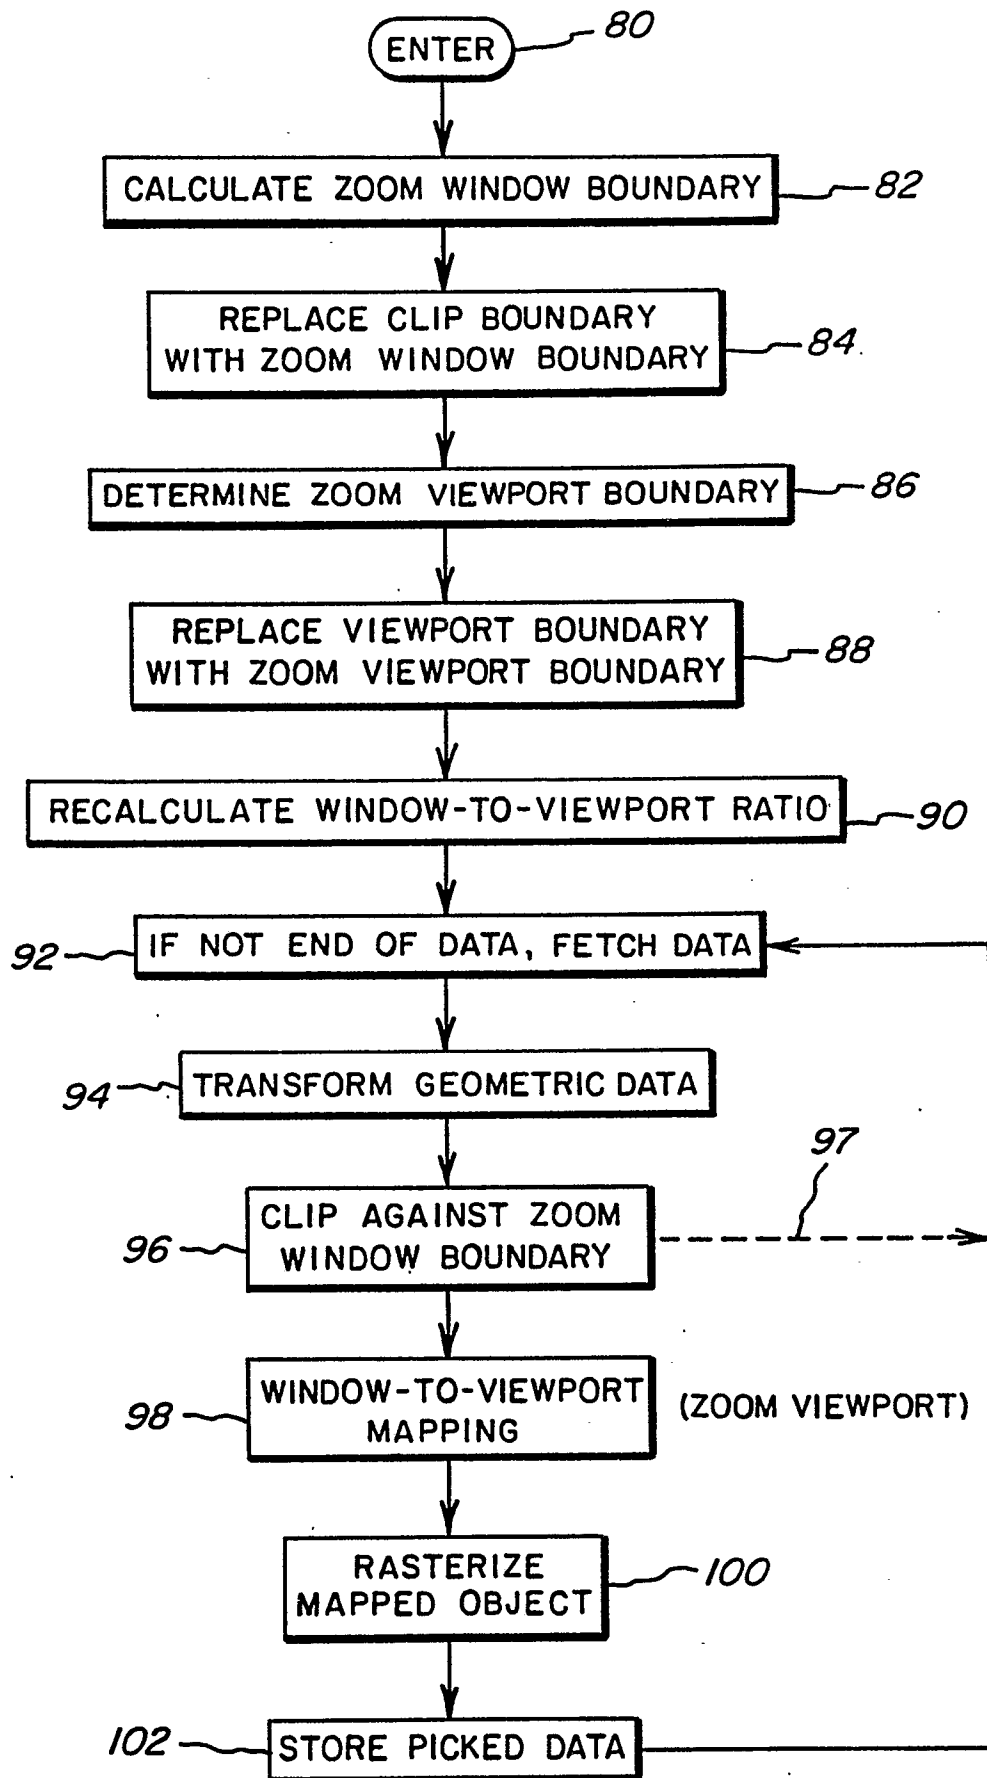 ENTER
80
CALCULATE ZOOM WINDOW BOUNDARY
82
REPLACE CLIP BOUNDARY
WITH ZOOM WINDOW BOUNDARY
84
DETERMINE ZOOM VIEWPORT BOUNDARY
86
REPLACE VIEWPORT BOUNDARY
WITH ZOOM VIEWPORT BOUNDARY
88
RECALCULATE WINDOW-TO-VIEWPORT RATIO
90
92
IF NOT END OF DATA, FETCH DATA
94
TRANSFORM GEOMETRIC DATA
97
96
CLIP AGAINST ZOOM
WINDOW BOUNDARY
98
WINDOW-TO-VIEWPORT
MAPPING
(ZOOM VIEWPORT)
RASTERIZE
MAPPED OBJECT
100
102
STORE PICKED DATA